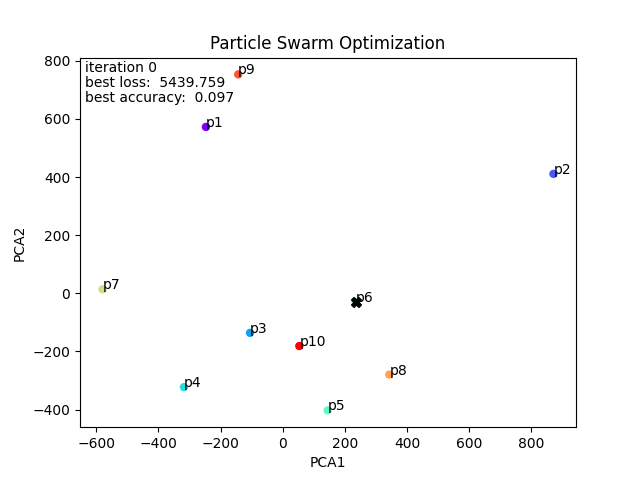 Particle Swarm Optimization
iteration 0
best loss:  5439.759
best accuracy:  0.097
p9
p1
p2
p7
p6
p3
p10
p8
p4
p5
800
600
400
200
0
−200
−400
PCA2
−600
−400
−200
0
200
400
600
800
PCA1